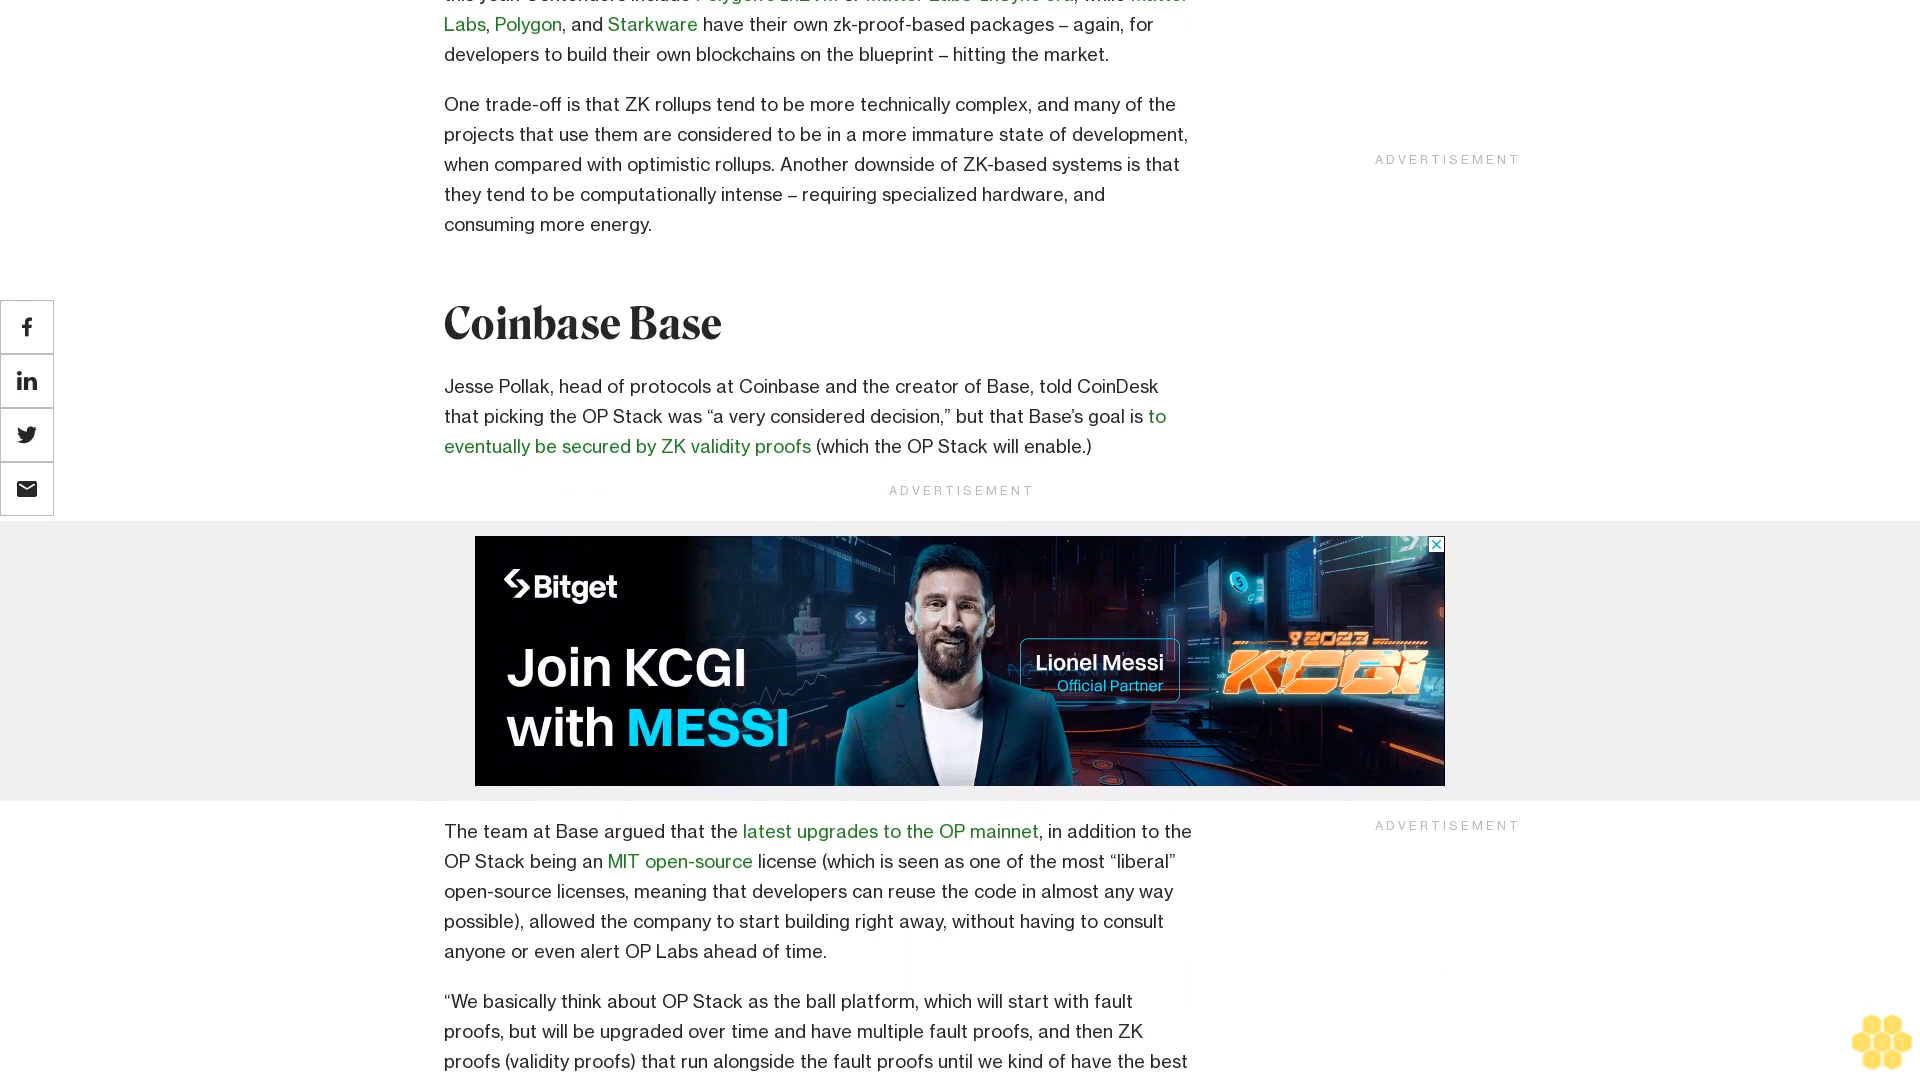 Labs, Polygon, and Starkware have their own zk-proof-based packages – again, for
developers to build their own blockchains on the blueprint – hitting the market.
One trade-off is that ZK rollups tend to be more technically complex, and many of the
projects that use them are considered to be in a more immature state of development,
when compared with optimistic rollups. Another downside of ZK-based systems is that
they tend to be computationally intense – requiring specialized hardware, and
consuming more energy.
ADVERTISEMENT
Coinbase Base
Jesse Pollak, head of protocols at Coinbase and the creator of Base, told CoinDesk
that picking the OP Stack was “a very considered decision,” but that Base’s goal is to
eventually be secured by ZK validity proofs (which the OP Stack will enable.)
ADVERTISEMENT
Bitget
Join KCGI
with MESSI
Lionel Messi
Official Partner
2023
KCGI
The team at Base argued that the latest upgrades to the OP mainnet, in addition to the
OP Stack being an MIT open-source license (which is seen as one of the most “liberal”
open-source licenses, meaning that developers can reuse the code in almost any way
possible), allowed the company to start building right away, without having to consult
anyone or even alert OP Labs ahead of time.
ADVERTISEMENT
“We basically think about OP Stack as the ball platform, which will start with fault
proofs, but will be upgraded over time and have multiple fault proofs, and then ZK
proofs (validity proofs) that run alongside the fault proofs until we kind of have the best